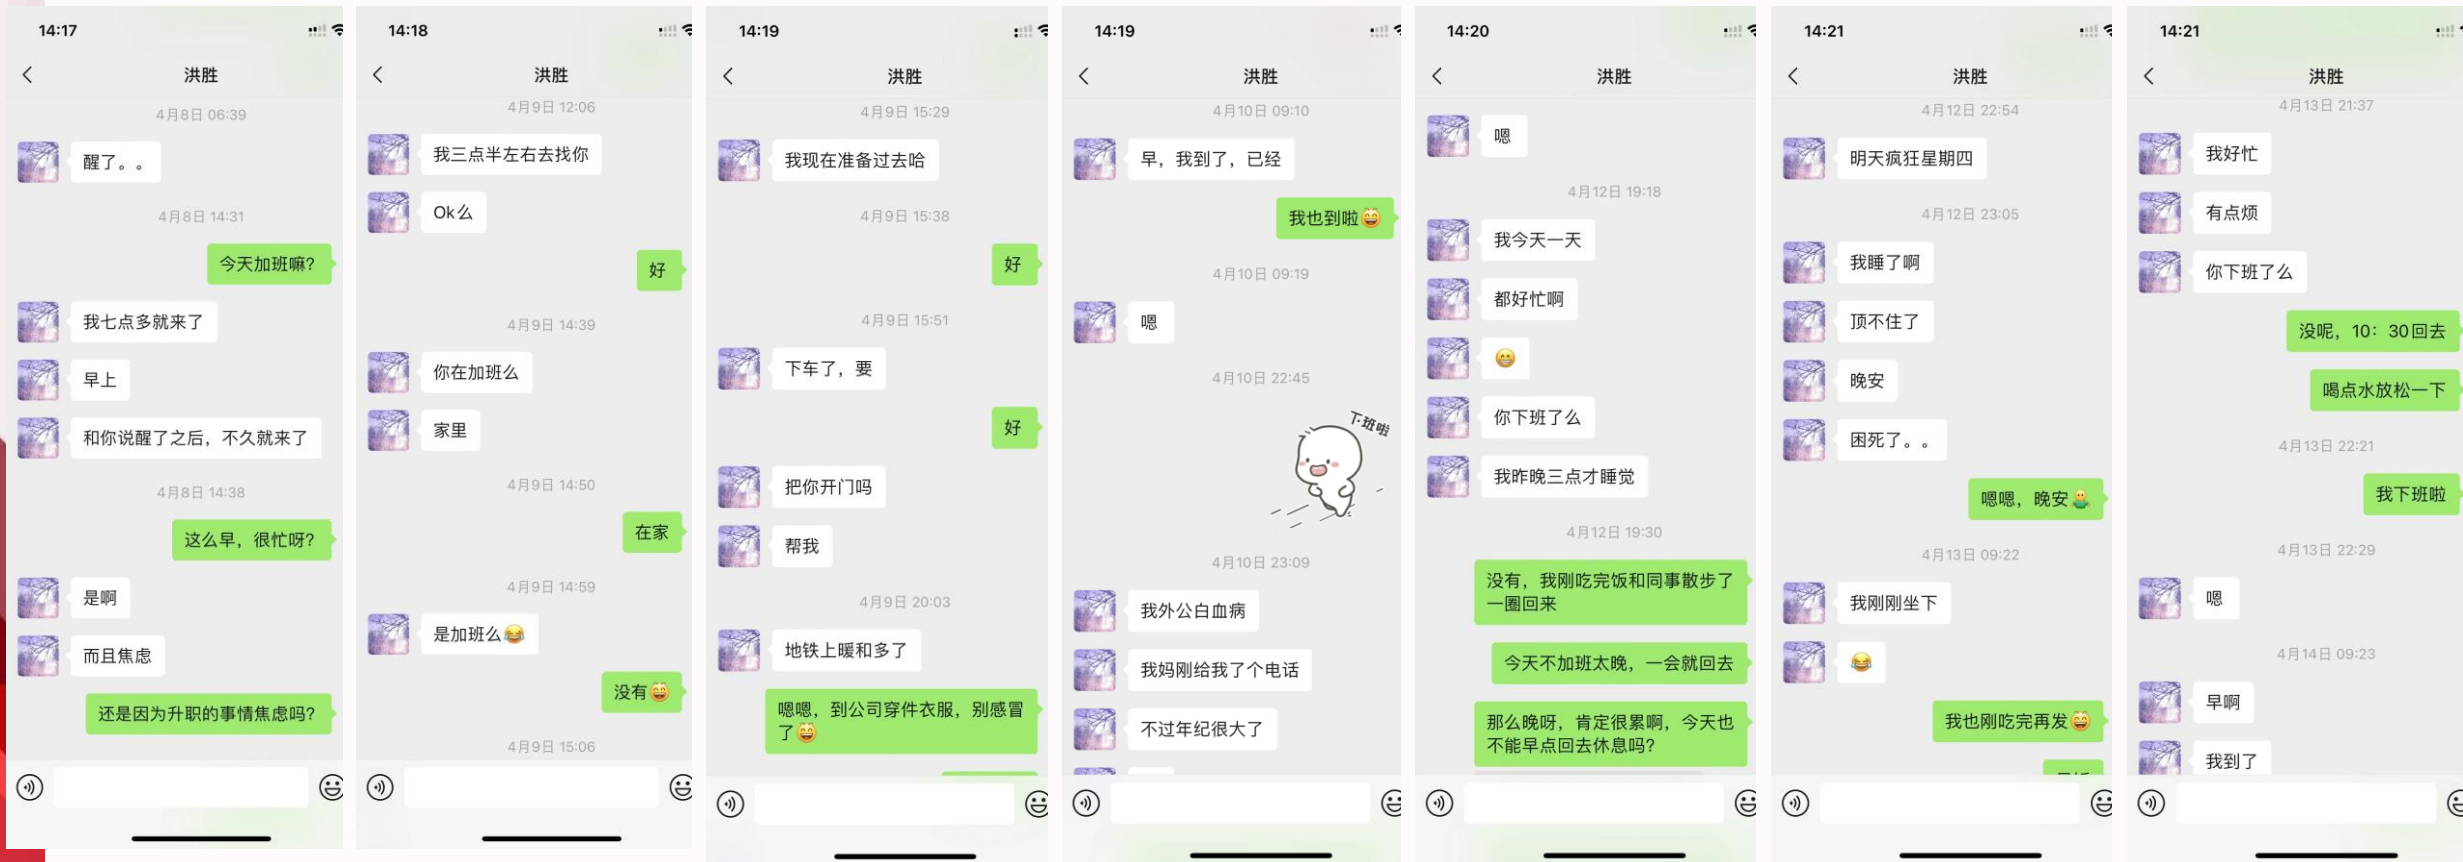 14:17
洪胜
4月8日 06:39
醒了。。
4月8日 14:31
今天加班嘛？
我七点多就来了
早上
和你说醒了之后，不久就来了
4月8日 14:38
这么早，很忙呀？
是啊
而且焦虑
还是因为升职的事情焦虑吗？
14:18
洪胜
4月9日 12:06
我三点半左右去找你
Ok么
好
4月9日 14:39
你在加班么
家里
4月9日 14:50
在家
4月9日 14:59
是加班么😂
没有😄
4月9日 15:06
14:19
洪胜
4月9日 15:29
我现在准备过去哈
4月9日 15:38
好
4月9日 15:51
下车了，要
好
把你开门吗
帮我
4月9日 20:03
地铁上暖和多了
嗯嗯，到公司穿件衣服，别感冒
了😄
14:19
洪胜
4月10日 09:10
早，我到了，已经
我也到啦😄
4月10日 09:19
嗯
4月10日 22:45
下班啦
4月10日 23:09
我外公白血病
我妈刚给我了个电话
不过年纪很大了
14:20
洪胜
嗯
4月12日 19:18
我今天一天
都好忙啊
😁
你下班了么
我昨晚三点才睡觉
4月12日 19:30
没有，我刚吃完饭和同事散步了
一圈回来
今天不加班太晚，一会就回去
那么晚呀，肯定很累啊，今天也
不能早点回去休息吗？
14:21
洪胜
4月12日 22:54
明天疯狂星期四
4月12日 23:05
我睡了啊
顶不住了
晚安
困死了。。
嗯嗯，晚安
4月13日 09:22
我刚刚坐下
😂
我也刚吃完再发😄
14:21
洪胜
4月13日 21:37
我好忙
有点烦
你下班了么
没呢，10：30回去
喝点水放松一下
4月13日 22:21
我下班啦
4月13日 22:29
嗯
4月14日 09:23
早啊
我到了